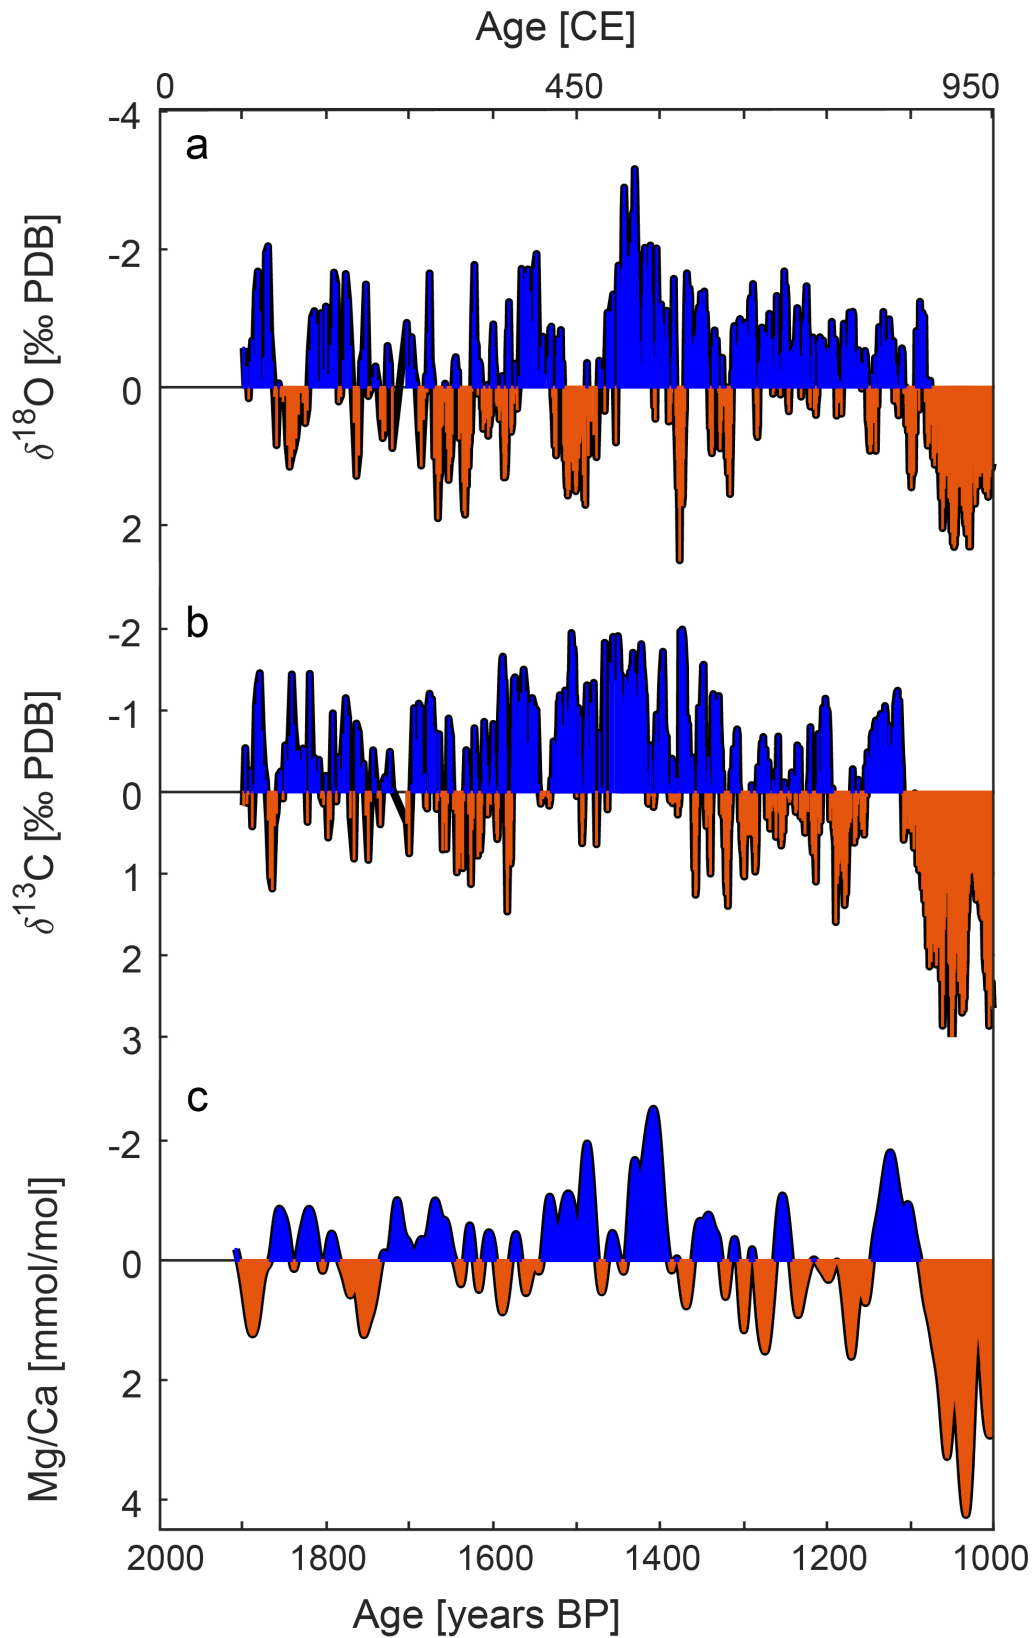 Age [CE]
0 450 950
a
-4
-2
0
2
δ18O [‰ PDB]
b
-2
-1
0
1
2
3
δ13C [‰ PDB]
c
-2
0
2
4
Mg/Ca [mmol/mol]
2000 1800 1600 1400 1200 1000
Age [years BP]